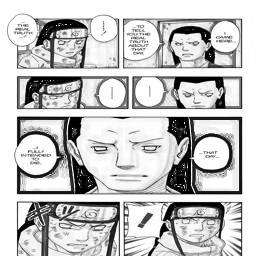 I
CAME
HERE...
...TO
TELL YOU
THE REAL
TRUTH
ABOUT
THAT
DAY.
THE
REAL
TRUTH
...!
...
...
...THAT
DAY...
...I
FULLY
INTENDED
TO
DIE.
!!